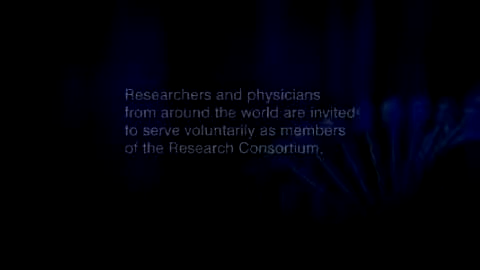 Researchers and physicians
from around the world are invited
to serve voluntarily as members
of the Research Consortium.